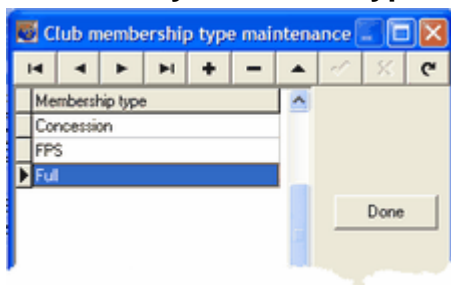 Club membership type maintenance
Membership type
Concession
FPS
Full
Done